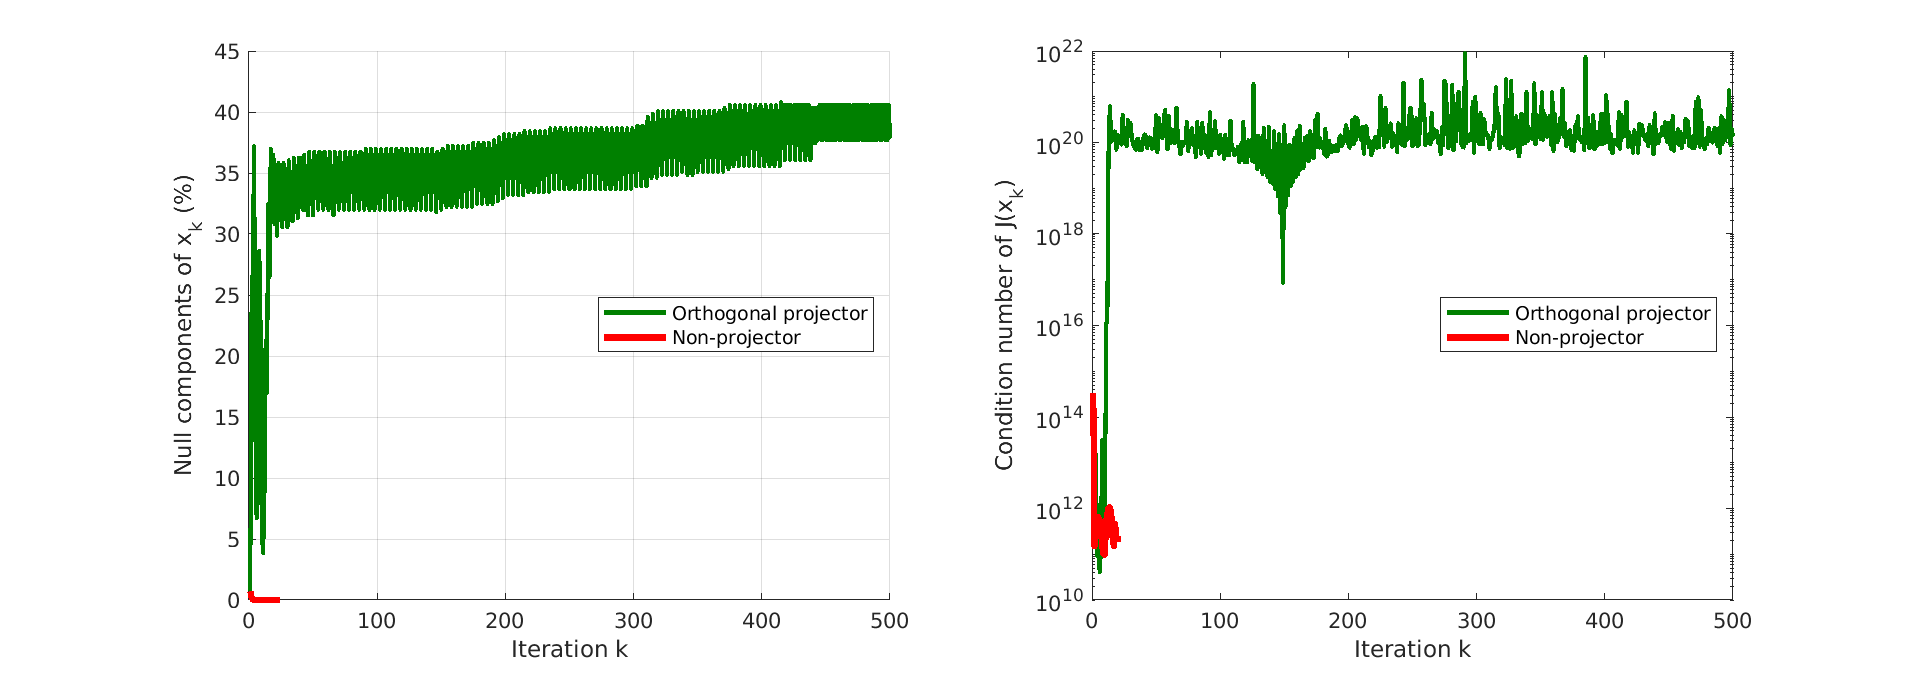 45
40
35
30
25
20
15
10
5
0
Null components of x_k (%)
0 100 200 300 400 500
Iteration k
Orthogonal projector
Non-projector
10^22
10^20
10^18
10^16
10^14
10^12
10^10
Condition number of J(x_k)
0 100 200 300 400 500
Iteration k
Orthogonal projector
Non-projector